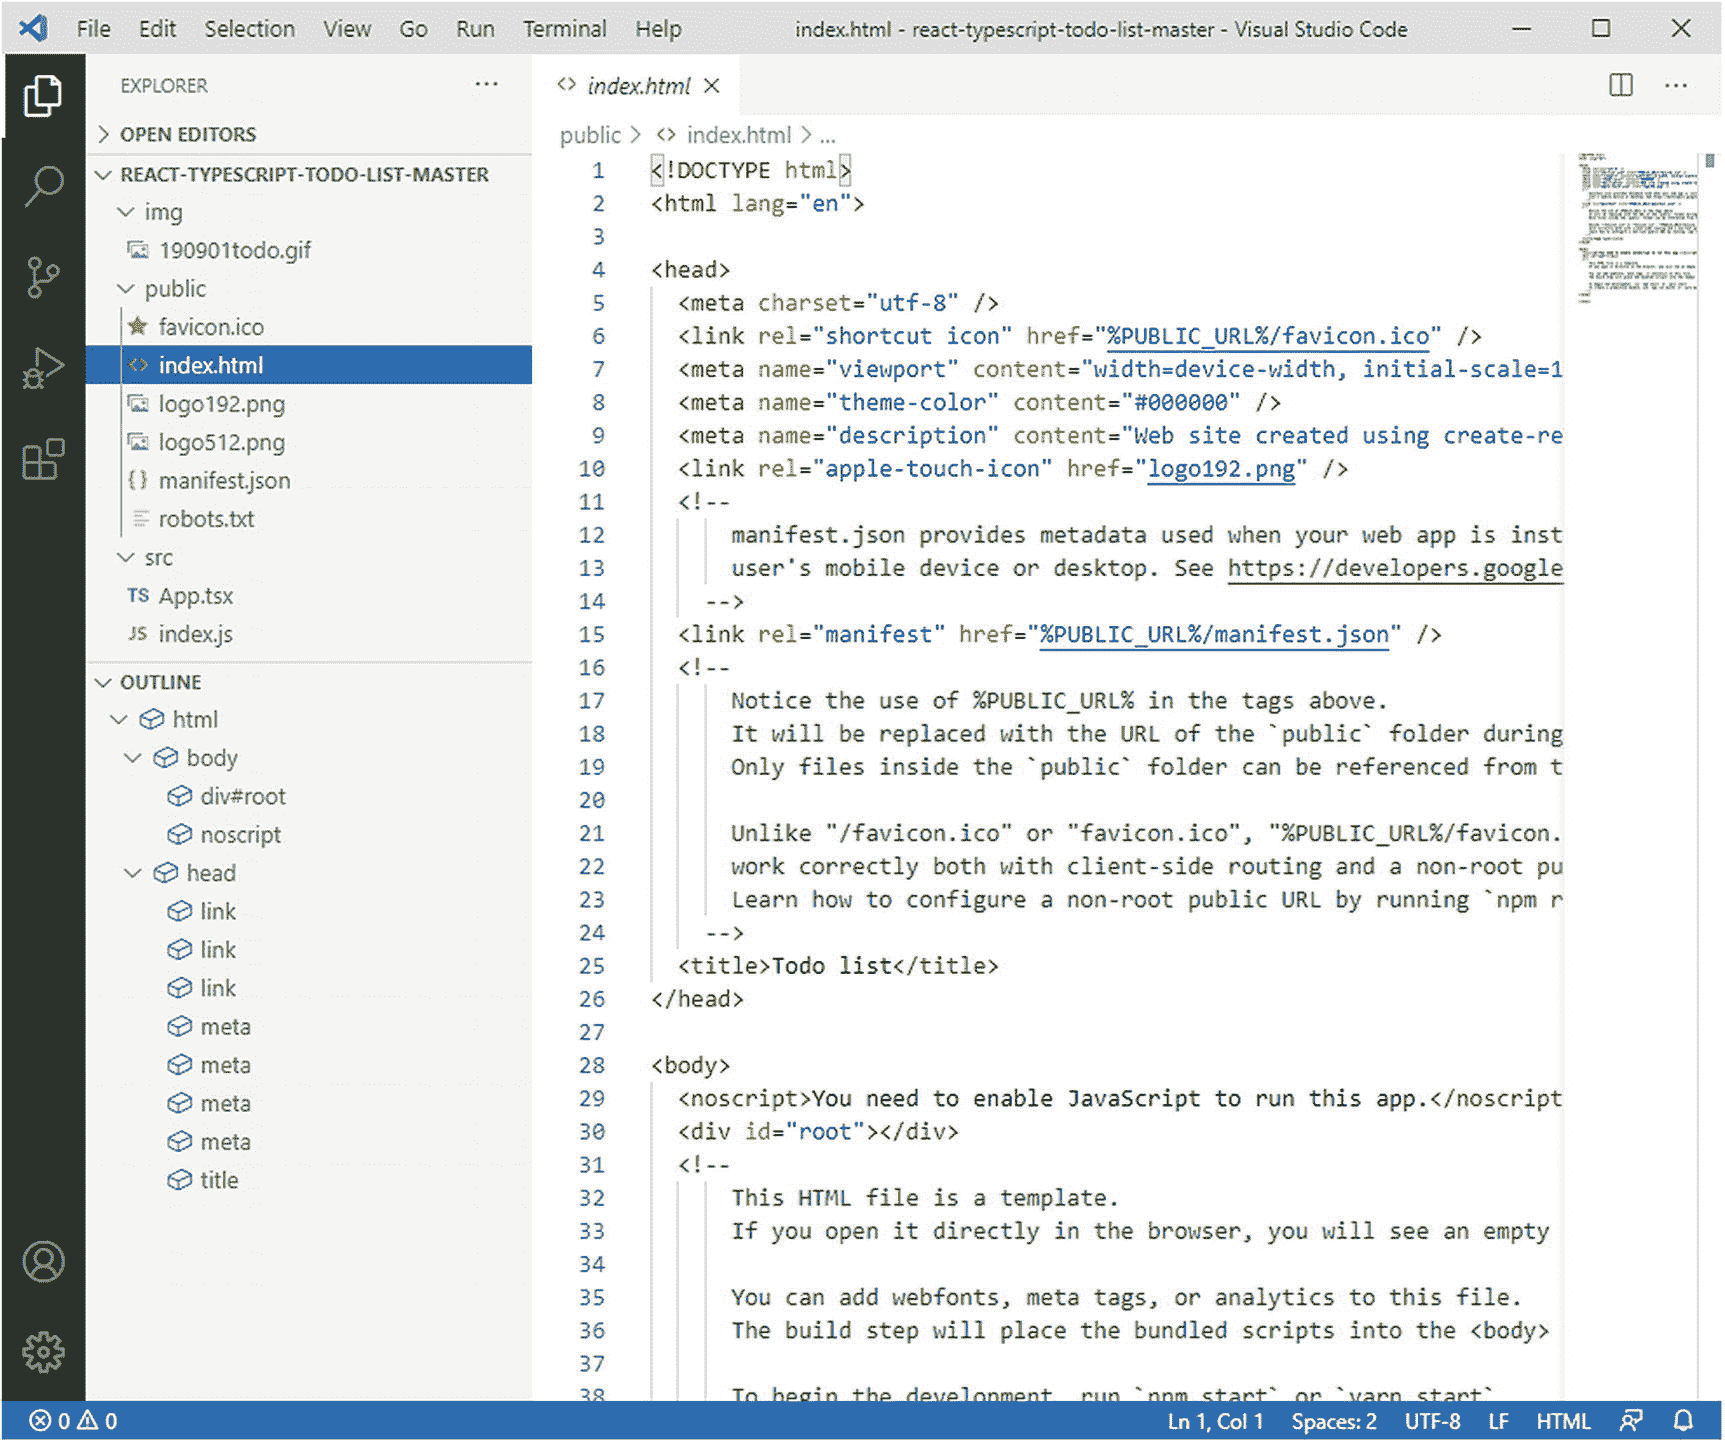 File Edit Selection View Go Run Terminal Help index.html - react-typescript-todo-list-master - Visual Studio Code
EXPLORER
OPEN EDITORS
REACT-TYPESCRIPT-TODO-LIST-MASTER
img
190901todo.gif
public
favicon.ico
index.html
logo192.png
logo512.png
manifest.json
robots.txt
src
TS App.tsx
JS index.js
OUTLINE
html
body
div#root
noscript
head
link
link
link
meta
meta
meta
meta
title
index.html
public > index.html > ...
1 <!DOCTYPE html>
2 <html lang="en">
3
4 <head>
5 <meta charset="utf-8" />
6 <link rel="shortcut icon" href="%PUBLIC_URL%/favicon.ico" />
7 <meta name="viewport" content="width=device-width, initial-scale=1
8 <meta name="theme-color" content="#000000" />
9 <meta name="description" content="Web site created using create-re
10 <link rel="apple-touch-icon" href="logo192.png" />
11 <!--
12 manifest.json provides metadata used when your web app is inst
13 user's mobile device or desktop. See https://developers.google
14 -->
15 <link rel="manifest" href="%PUBLIC_URL%/manifest.json" />
16 <!--
17 Notice the use of %PUBLIC_URL% in the tags above.
18 It will be replaced with the URL of the `public` folder during
19 Only files inside the `public` folder can be referenced from t
20
21 Unlike "/favicon.ico" or "favicon.ico", "%PUBLIC_URL%/favicon.
22 work correctly both with client-side routing and a non-root pu
23 Learn how to configure a non-root public URL by running `npm r
24 -->
25 <title>Todo list</title>
26 </head>
27
28 <body>
29 <noscript>You need to enable JavaScript to run this app.</noscript
30 <div id="root"></div>
31 <!--
32 This HTML file is a template.
33 If you open it directly in the browser, you will see an empty
34
35 You can add webfonts, meta tags, or analytics to this file.
36 The build step will place the bundled scripts into the <body>
37
38 To begin the development, run `npm start` or `yarn start`
0 0 Ln 1, Col 1 Spaces: 2 UTF-8 LF HTML